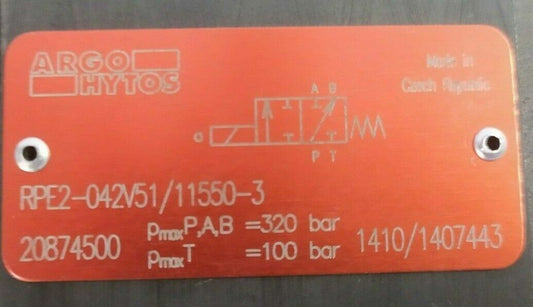 ARGO
HYTOS
Made in
Czech Republic
A B
a
P T
RPE2-042V51/11550-3
20874500
pmaxP,A,B =320 bar
pmaxT =100 bar
1410/1407443